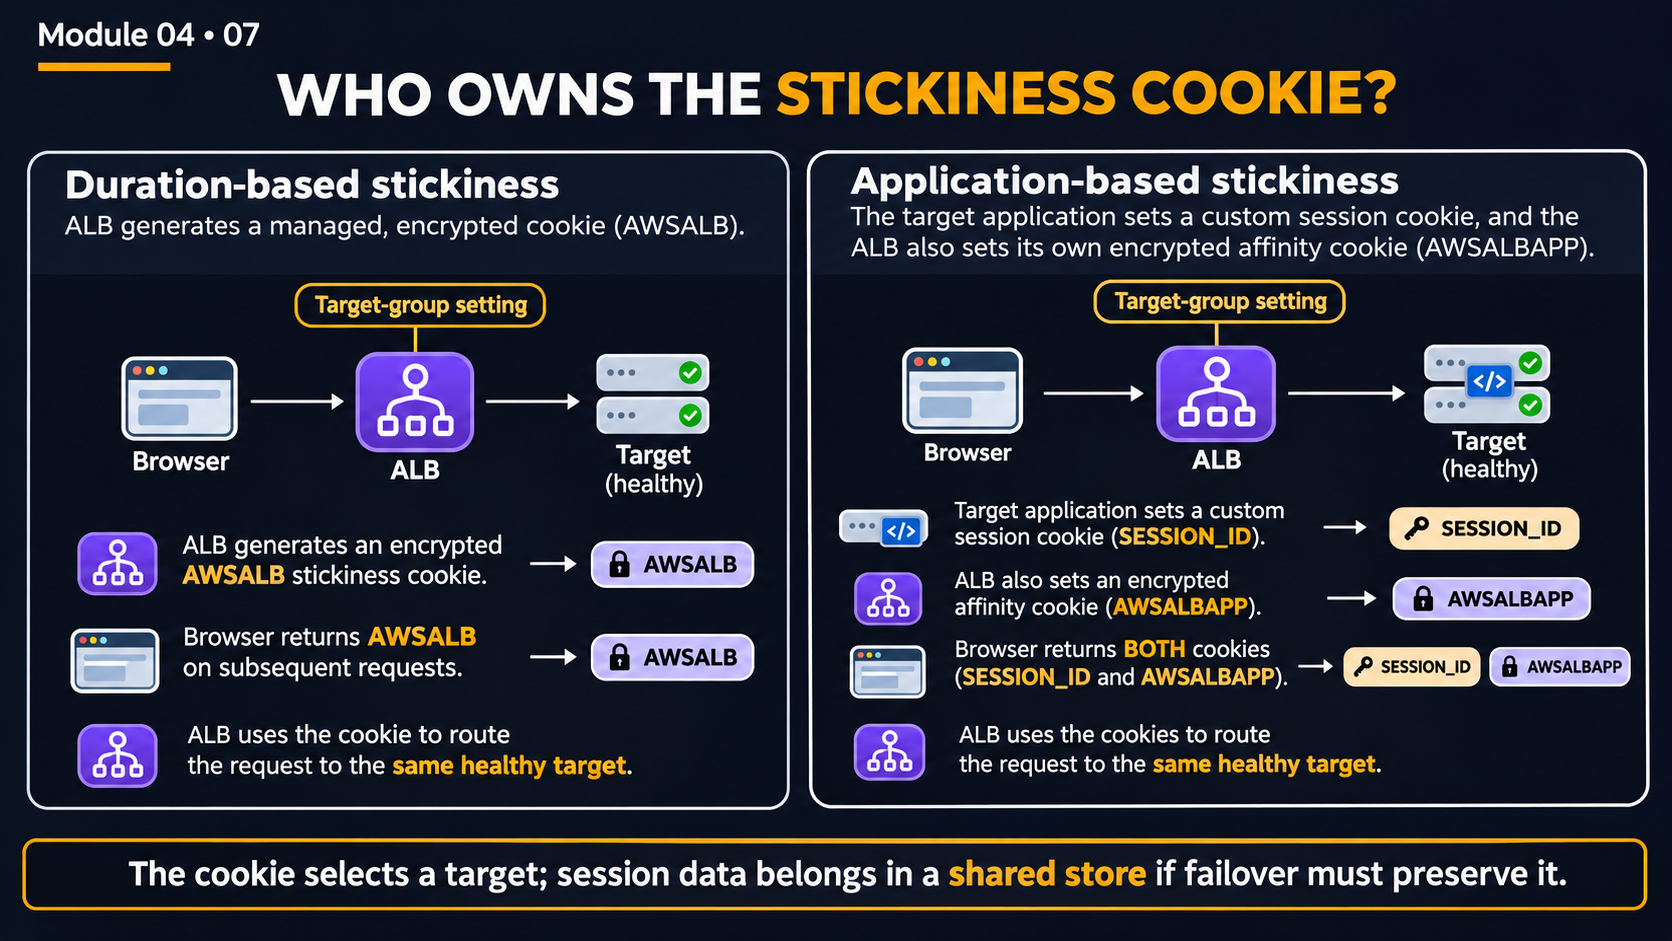 Module 04 • 07
WHO OWNS THE STICKINESS COOKIE?
Duration-based stickiness
ALB generates a managed, encrypted cookie (AWSALB).
Target-group setting
Browser
ALB
Target
(healthy)
ALB generates an encrypted
AWSALB stickiness cookie.
AWSALB
Browser returns AWSALB
on subsequent requests.
AWSALB
ALB uses the cookie to route
the request to the same healthy target.
Application-based stickiness
The target application sets a custom session cookie, and the
ALB also sets its own encrypted affinity cookie (AWSALBAPP).
Target-group setting
Browser
ALB
</>
Target
(healthy)
</>
Target application sets a custom
session cookie (SESSION_ID).
SESSION_ID
ALB also sets an encrypted
affinity cookie (AWSALBAPP).
AWSALBAPP
Browser returns BOTH cookies
(SESSION_ID and AWSALBAPP).
SESSION_ID
AWSALBAPP
ALB uses the cookies to route
the request to the same healthy target.
The cookie selects a target; session data belongs in a shared store if failover must preserve it.